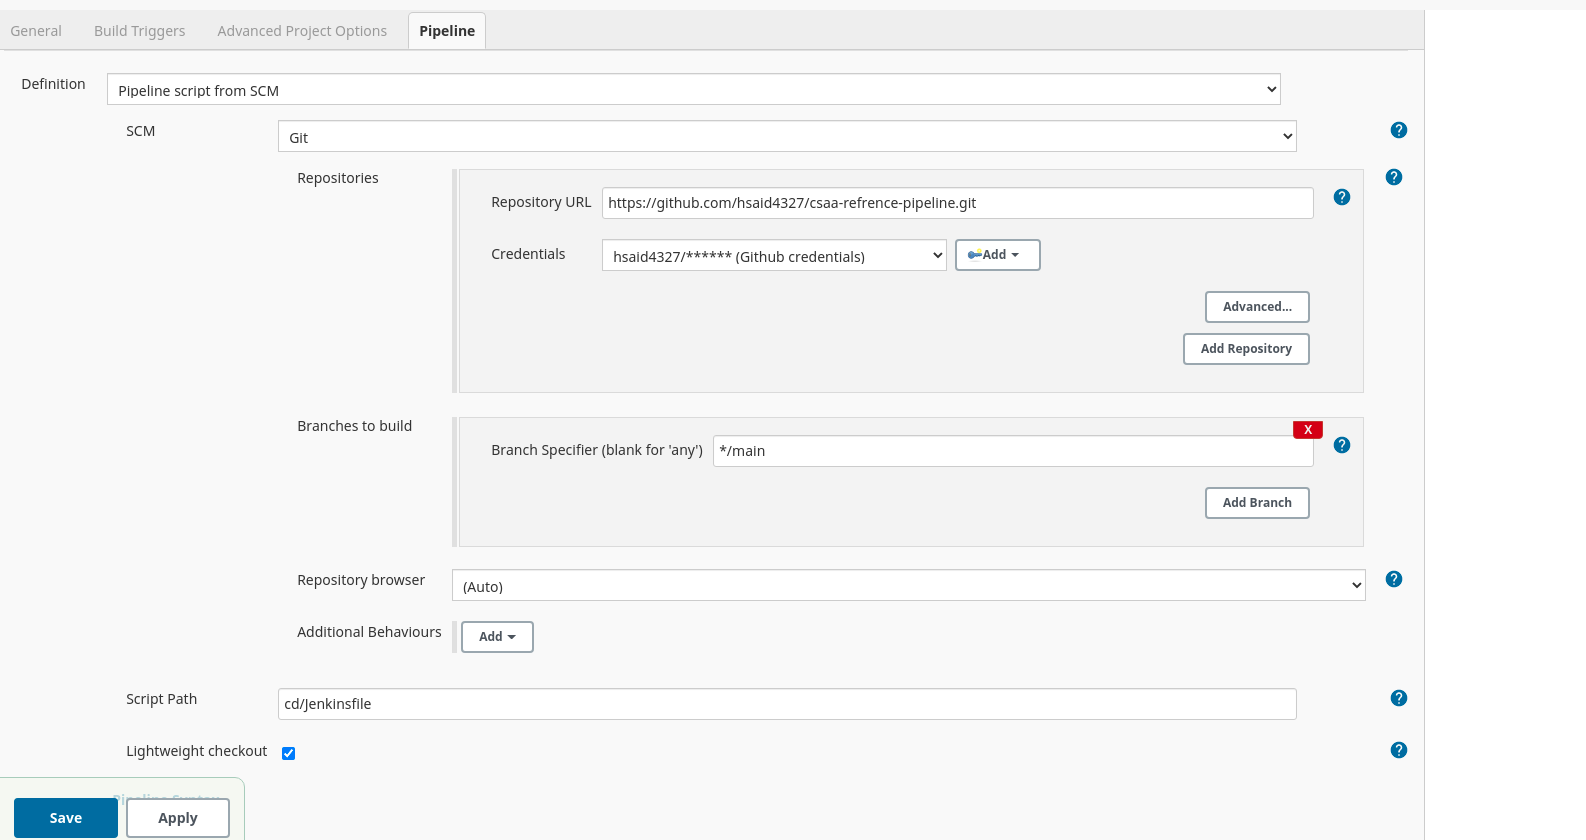 General Build Triggers Advanced Project Options Pipeline
Definition Pipeline script from SCM
SCM Git ?
Repositories ?
Repository URL https://github.com/hsaid4327/csaa-refrence-pipeline.git ?
Credentials hsaid4327/****** (Github credentials) Add
Advanced...
Add Repository
Branches to build
X
Branch Specifier (blank for 'any') */main ?
Add Branch
Repository browser (Auto) ?
Additional Behaviours Add
Script Path cd/Jenkinsfile ?
Lightweight checkout ?
Pipeline Syntax
Save Apply